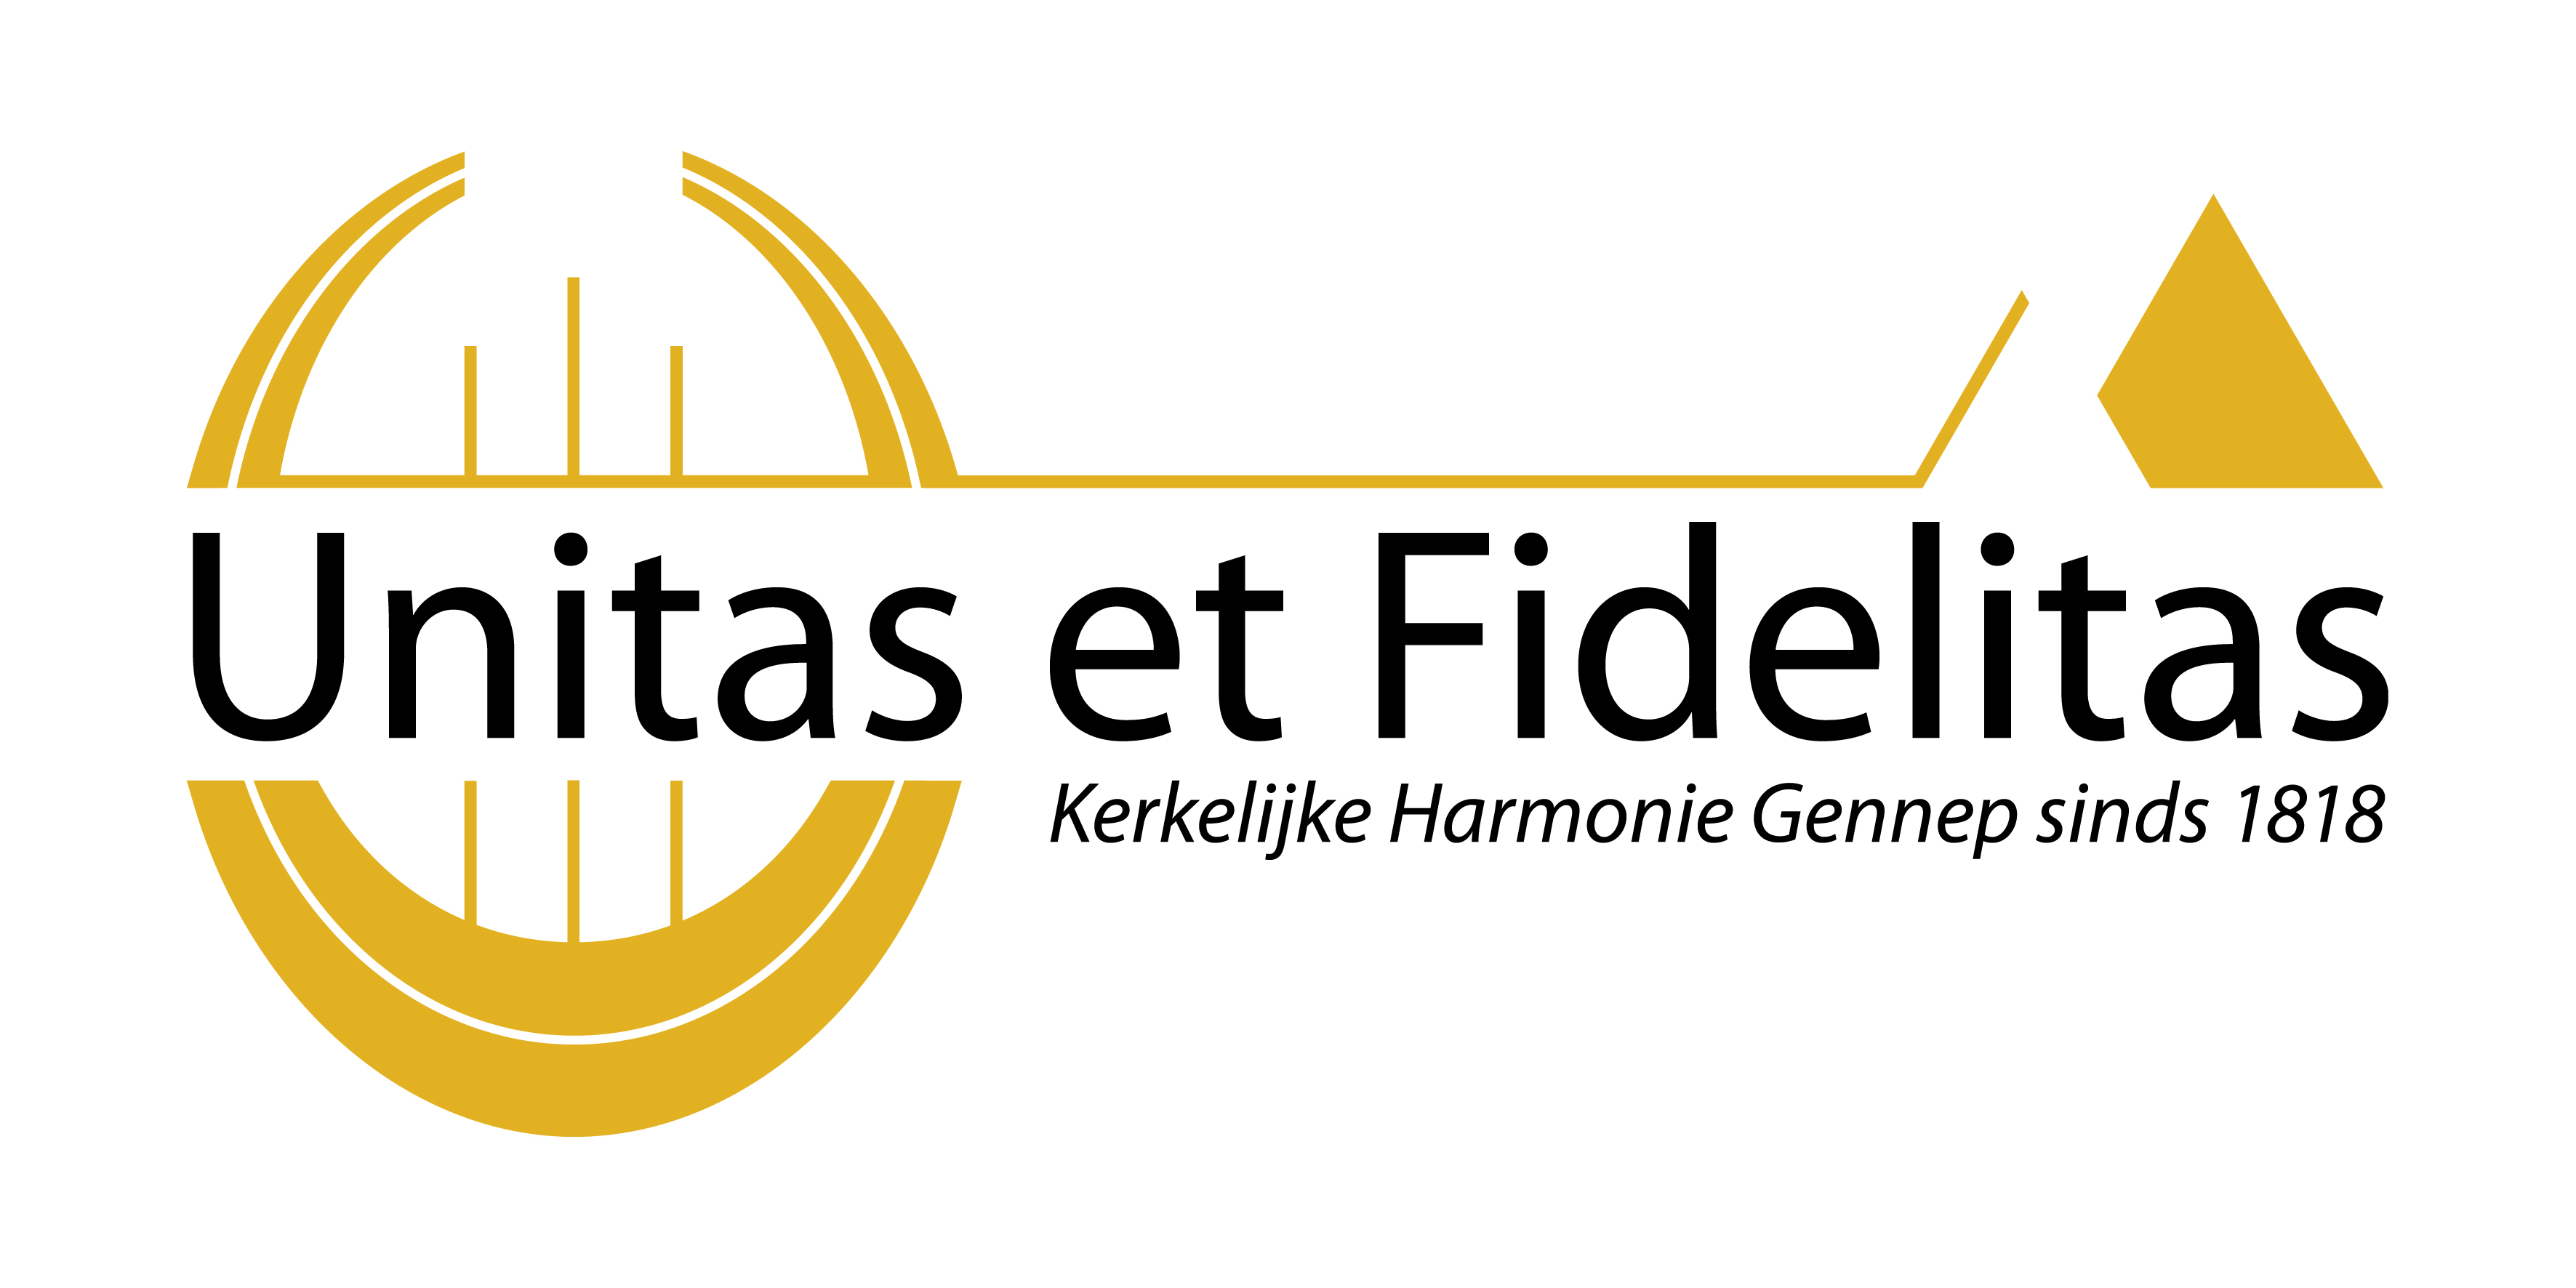 Unitas et Fidelitas
Kerkelijke Harmonie Gennep sinds 1818